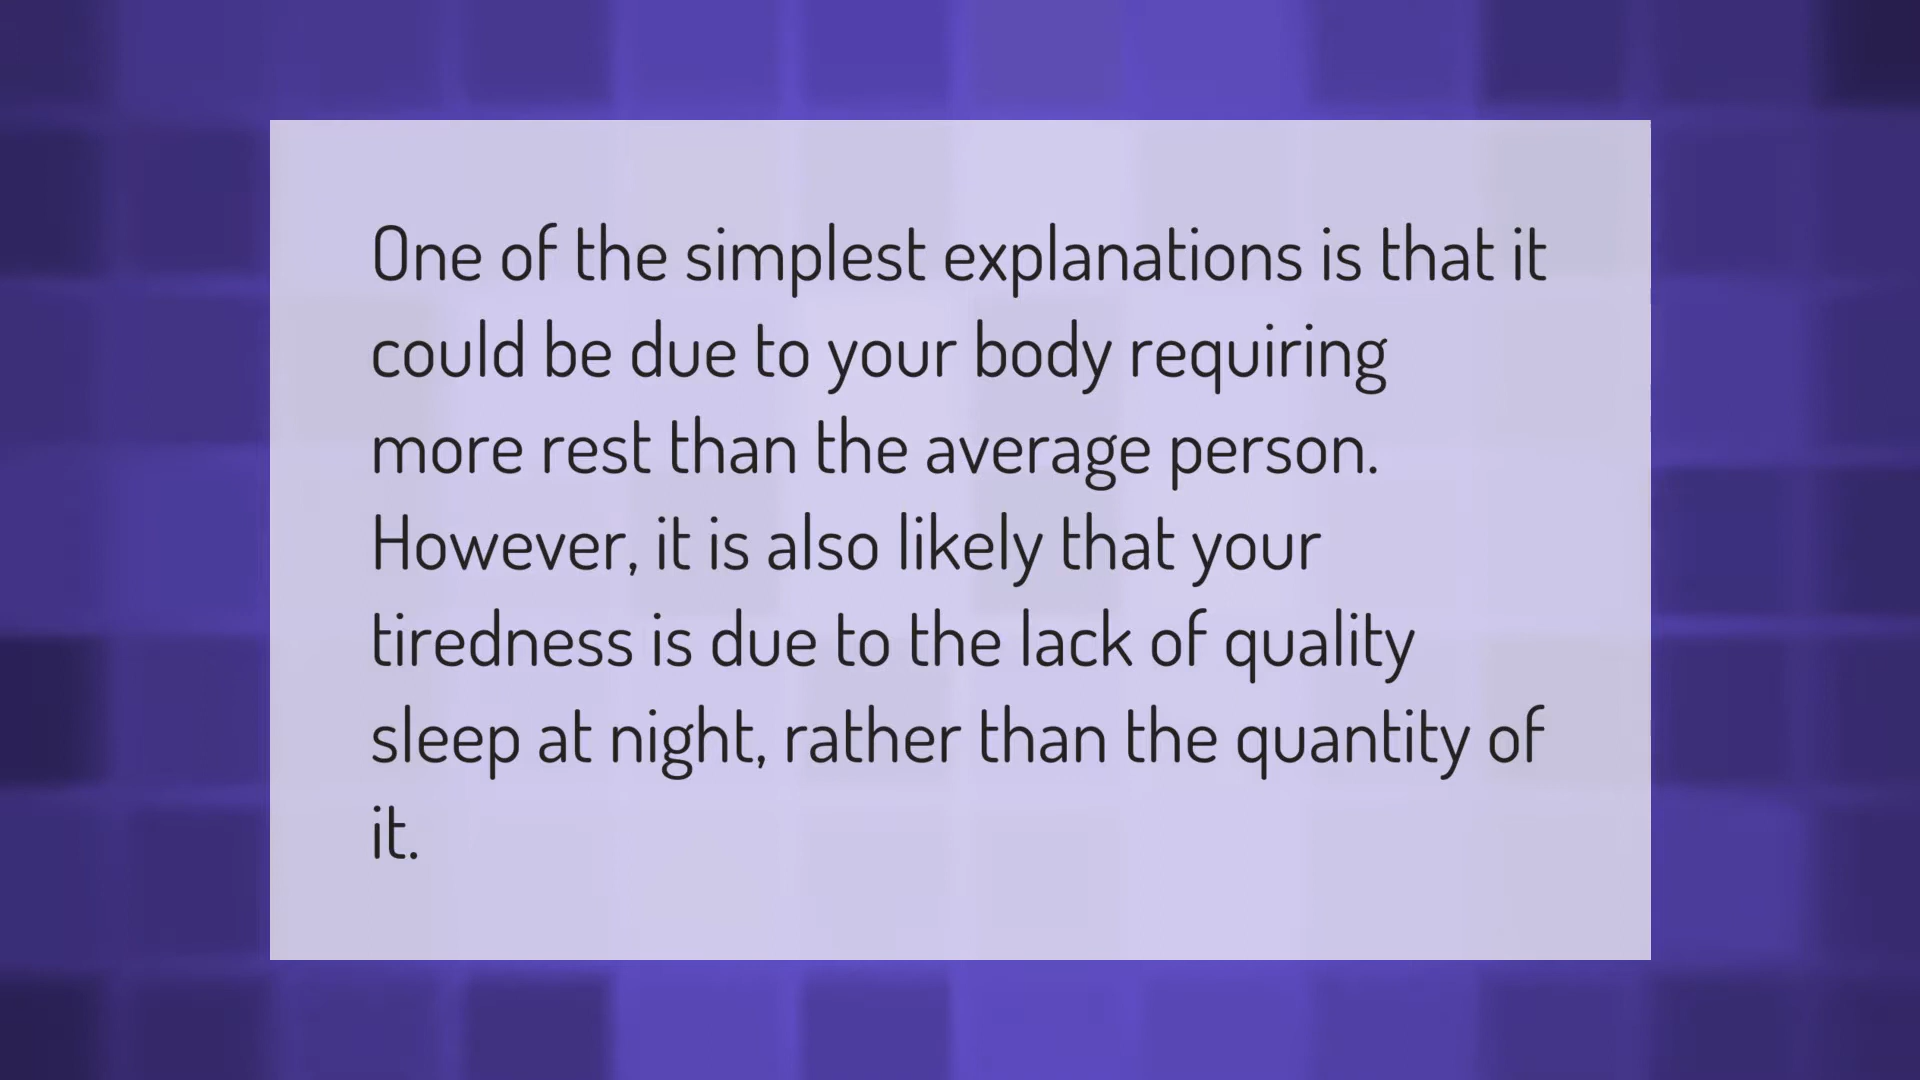 One of the simplest explanations is that it
could be due to your body requiring
more rest than the average person.
However, it is also likely that your
tiredness is due to the lack of quality
sleep at night, rather than the quantity of
it.